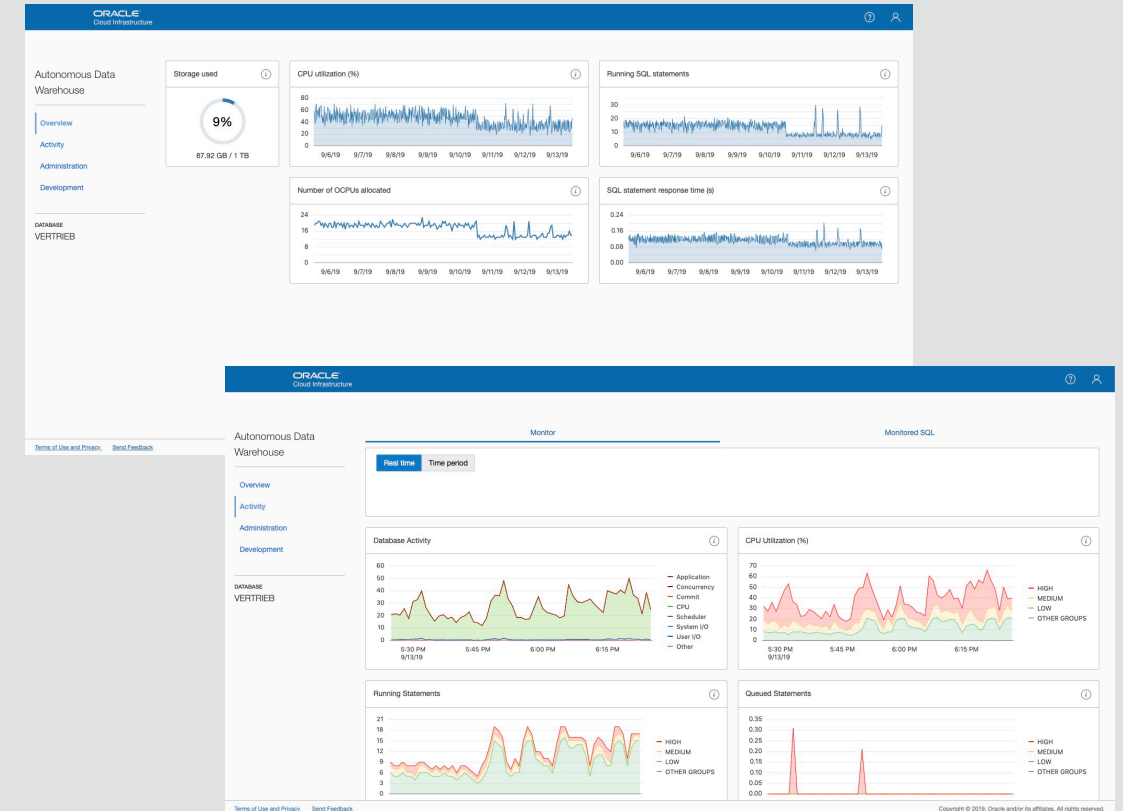 ORACLE
Cloud Infrastructure
Autonomous Data
Warehouse
Overview
Activity
Administration
Development
DATABASE
VERTRIEB
Storage used
9%
87.92 GB / 1 TB
CPU utilization (%)
80
60
40
20
0
9/6/19 9/7/19 9/8/19 9/9/19 9/10/19 9/11/19 9/12/19 9/13/19
Running SQL statements
30
20
10
0
9/6/19 9/7/19 9/8/19 9/9/19 9/10/19 9/11/19 9/12/19 9/13/19
Number of OCPUs allocated
24
16
8
0
9/6/19 9/7/19 9/8/19 9/9/19 9/10/19 9/11/19 9/12/19 9/13/19
SQL statement response time (s)
0.24
0.16
0.08
0.00
9/6/19 9/7/19 9/8/19 9/9/19 9/10/19 9/11/19 9/12/19 9/13/19
Terms of Use and Privacy Send Feedback
ORACLE
Cloud Infrastructure
Autonomous Data
Warehouse
Overview
Activity
Administration
Development
DATABASE
VERTRIEB
Monitor Monitored SQL
Real time Time period
Database Activity
60
50
40
30
20
10
0
5:30 PM 5:45 PM 6:00 PM 6:15 PM
9/13/19
Application
Concurrency
Commit
CPU
Scheduler
System I/O
User I/O
Other
CPU Utilization (%)
70
60
50
40
30
20
10
0
5:30 PM 5:45 PM 6:00 PM 6:15 PM
9/13/19
HIGH
MEDIUM
LOW
OTHER GROUPS
Running Statements
21
18
15
12
9
6
3
0
HIGH
MEDIUM
LOW
OTHER GROUPS
Queued Statements
0.35
0.30
0.25
0.20
0.15
0.10
0.05
0.00
HIGH
MEDIUM
LOW
OTHER GROUPS
Terms of Use and Privacy Send Feedback
Copyright © 2019, Oracle and/or its affiliates. All rights reserved.